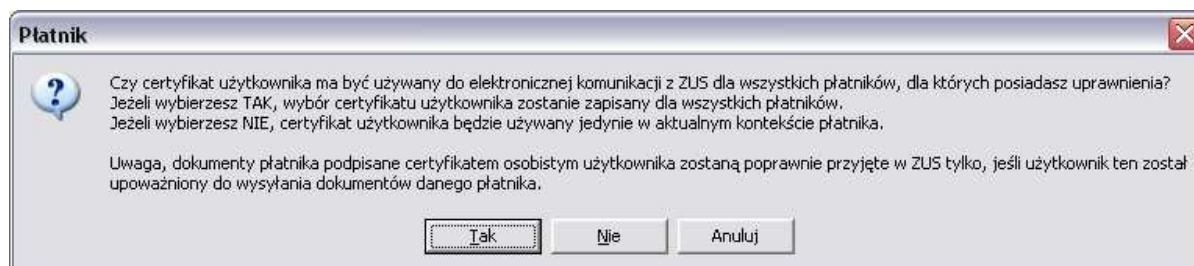 Płatnik
Czy certyfikat użytkownika ma być używany do elektronicznej komunikacji z ZUS dla wszystkich płatników, dla których posiadasz uprawnienia?
Jeżeli wybierzesz TAK, wybór certyfikatu użytkownika zostanie zapisany dla wszystkich płatników.
Jeżeli wybierzesz NIE, certyfikat użytkownika będzie używany jedynie w aktualnym kontekście płatnika.
Uwaga, dokumenty płatnika podpisane certyfikatem osobistym użytkownika zostaną poprawnie przyjęte w ZUS tylko, jeśli użytkownik ten został
upoważniony do wysyłania dokumentów danego płatnika.
Tak Nie Anuluj